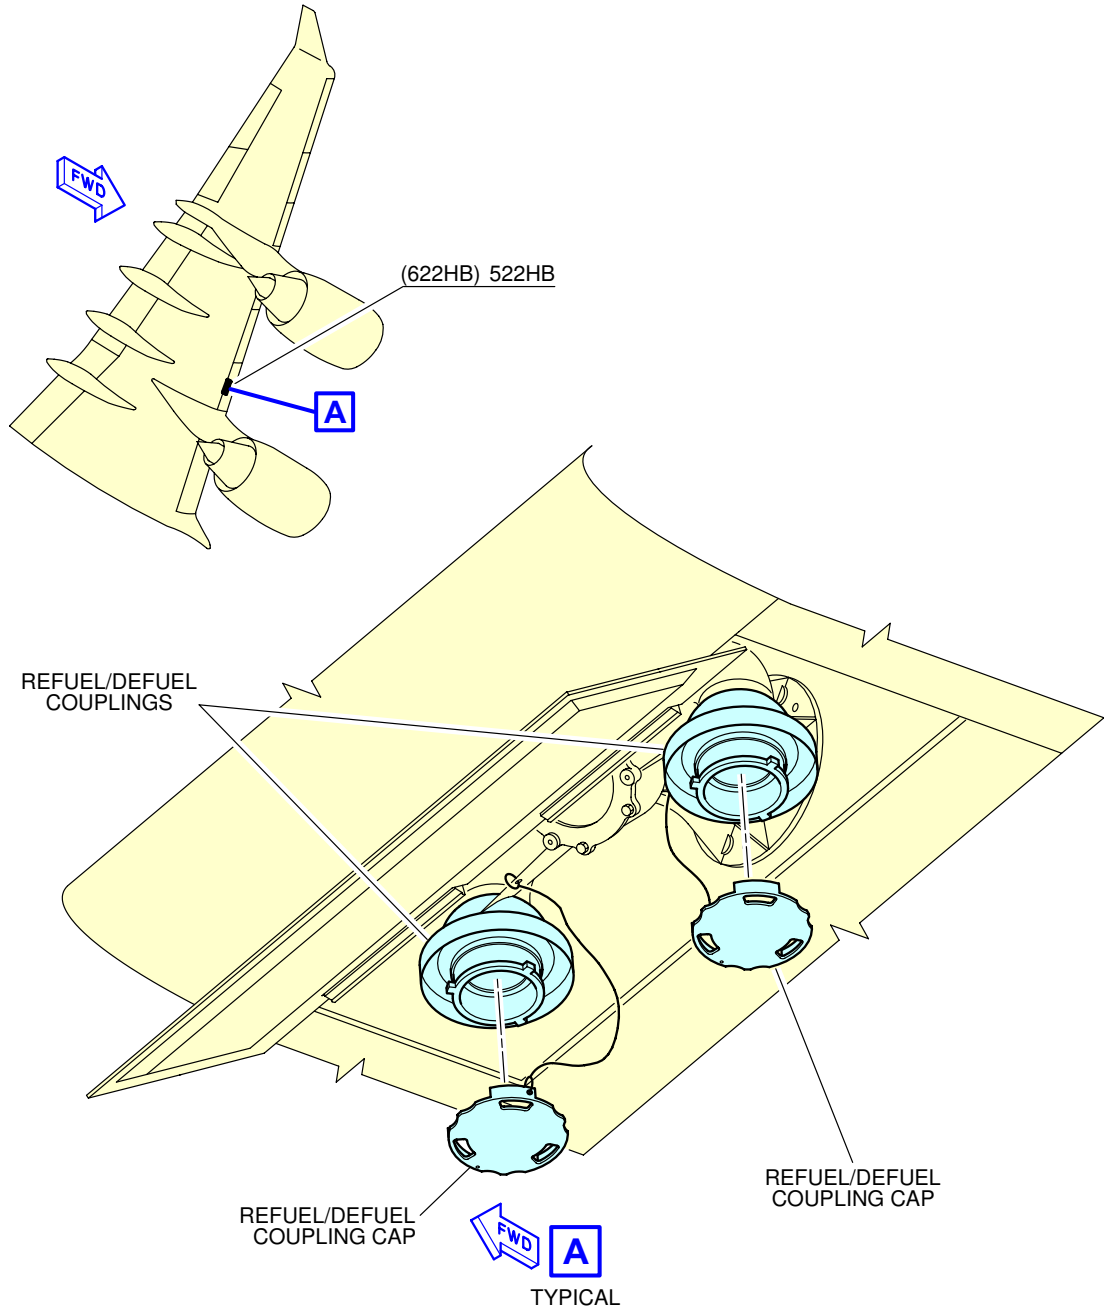 FWD
(622HB) 522HB
A
REFUEL/DEFUEL
COUPLINGS
REFUEL/DEFUEL
COUPLING CAP
REFUEL/DEFUEL
COUPLING CAP
FWD
A
TYPICAL